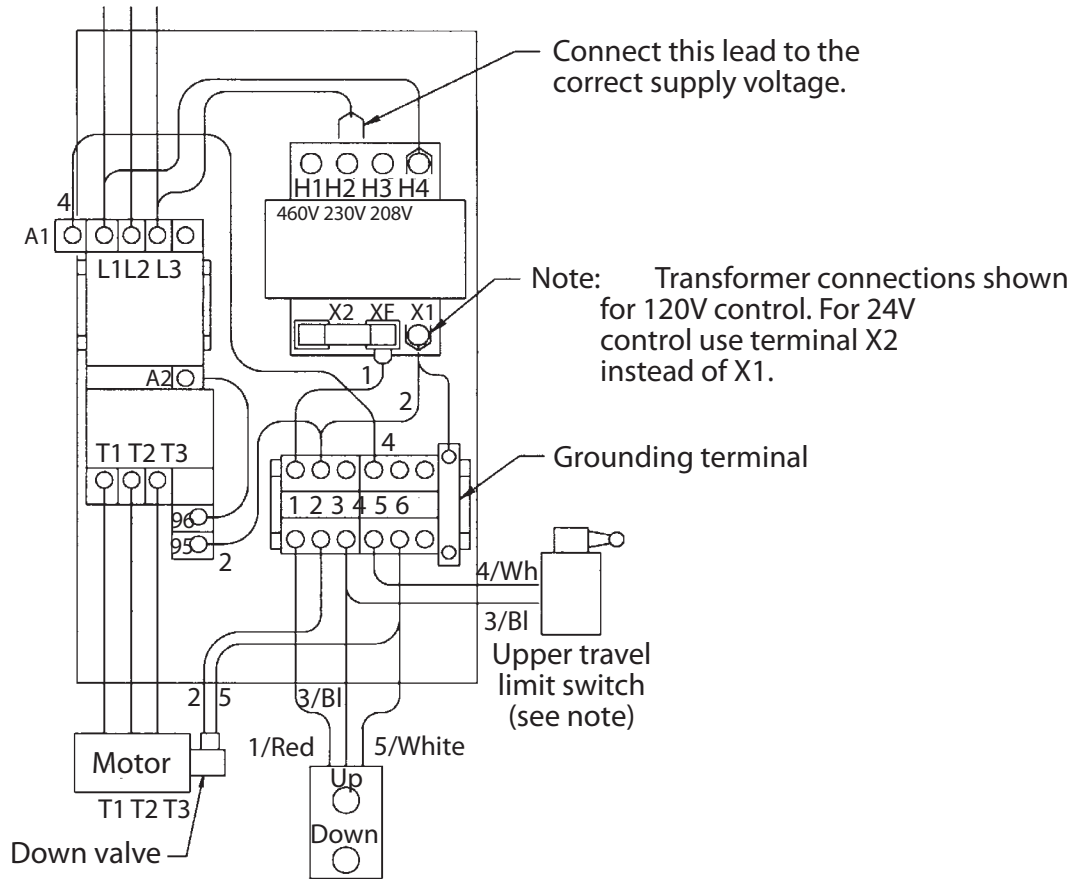 Connect this lead to the
correct supply voltage.
H1 H2 H3 H4
460V 230V 208V
4
A1
L1 L2 L3
Note: Transformer connections shown
for 120V control. For 24V
control use terminal X2
instead of X1.
X2 XF X1
A2
1
2
4
T1 T2 T3
Grounding terminal
1 2 3 4 5 6
96
95
2
4/Wh
3/Bl
Upper travel
limit switch
(see note)
2 5
3/Bl
1/Red
5/White
Motor
T1 T2 T3
Up
Down
Down valve